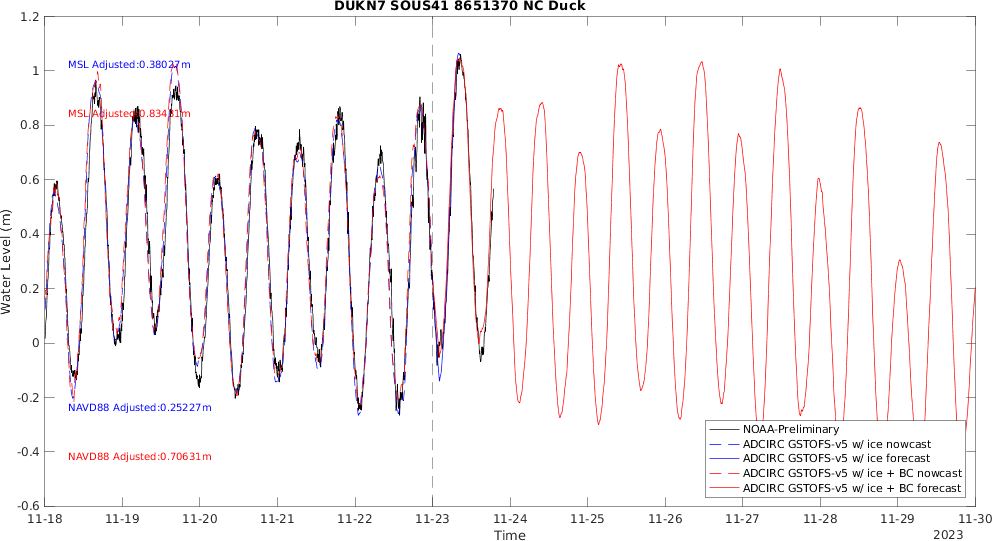 DUKN7 SOUS41 8651370 NC Duck
1.2
1
0.8
0.6
0.4
0.2
0
-0.2
-0.4
-0.6
Water Level (m)
MSL Adjusted:0.38027m
MSL Adjusted:0.83431m
NAVD88 Adjusted:0.25227m
NAVD88 Adjusted:0.70631m
NOAA-Preliminary
ADCIRC GSTOFS-v5 w/ ice nowcast
ADCIRC GSTOFS-v5 w/ ice forecast
ADCIRC GSTOFS-v5 w/ ice + BC nowcast
ADCIRC GSTOFS-v5 w/ ice + BC forecast
11-18 11-19 11-20 11-21 11-22 11-23 11-24 11-25 11-26 11-27 11-28 11-29 11-30
Time
2023